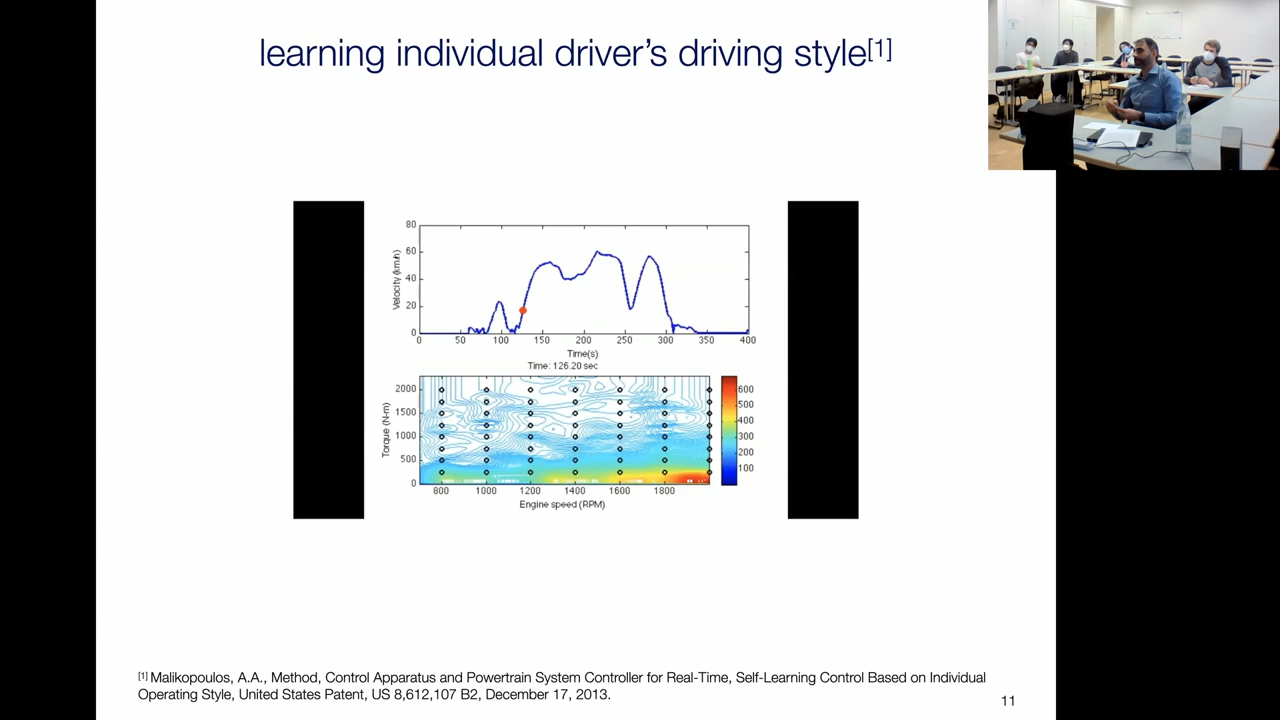 learning individual driver's driving style[1]
80
60
40
20
0
Velocity (km/h)
0 50 100 150 200 250 300 350 400
Time(s)
Time: 126.20 sec
2000
1500
1000
500
0
Torque (N-m)
800 1000 1200 1400 1600 1800
Engine speed (RPM)
600
500
400
300
200
100
[1] Malikopoulos, A.A., Method, Control Apparatus and Powertrain System Controller for Real-Time, Self-Learning Control Based on Individual
Operating Style, United States Patent, US 8,612,107 B2, December 17, 2013.
11